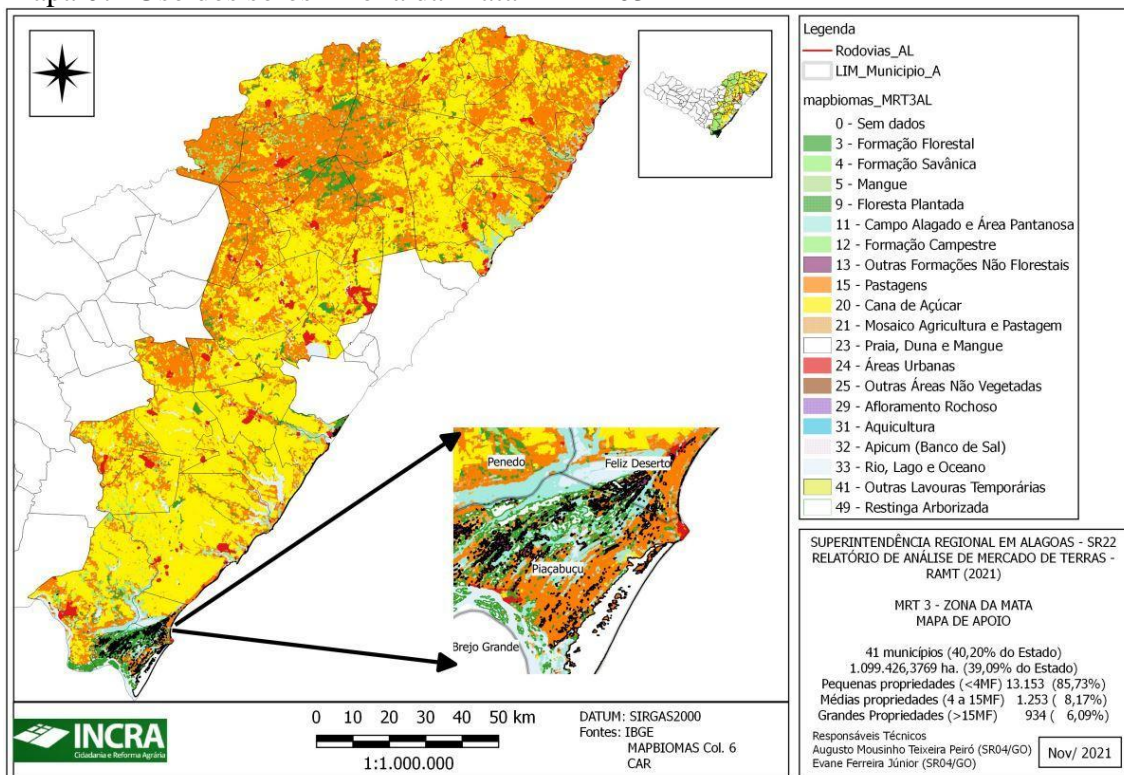 Legenda
Rodovias_AL
LIM_Municipio_A
mapbiomas_MRT3AL
0 - Sem dados
3 - Formação Florestal
4 - Formação Savânica
5 - Mangue
9 - Floresta Plantada
11 - Campo Alagado e Área Pantanosa
12 - Formação Campestre
13 - Outras Formações Não Florestais
15 - Pastagens
20 - Cana de Açúcar
21 - Mosaico Agricultura e Pastagem
23 - Praia, Duna e Mangue
24 - Áreas Urbanas
25 - Outras Áreas Não Vegetadas
29 - Afloramento Rochoso
31 - Aquicultura
32 - Apicum (Banco de Sal)
33 - Rio, Lago e Oceano
41 - Outras Lavouras Temporárias
49 - Restinga Arborizada
Penedo
Feliz Deserto
Piaçabuçu
Brejo Grande
SUPERINTENDÊNCIA REGIONAL EM ALAGOAS - SR22
RELATÓRIO DE ANÁLISE DE MERCADO DE TERRAS -
RAMT (2021)
MRT 3 - ZONA DA MATA
MAPA DE APOIO
41 municípios (40,20% do Estado)
1.099.426,3769 ha. (39,09% do Estado)
Pequenas propriedades (<4MF) 13.153 (85,73%)
Médias propriedades (4 a 15MF) 1.253 ( 8,17%)
Grandes Propriedades (>15MF) 934 ( 6,09%)
Responsáveis Técnicos
Augusto Mousinho Teixeira Peiró (SR04/GO)
Evane Ferreira Júnior (SR04/GO)
Nov/ 2021
INCRA
Cidadania e Reforma Agrária
0 10 20 30 40 50 km
1:1.000.000
DATUM: SIRGAS2000
Fontes: IBGE
MAPBIOMAS Col. 6
CAR